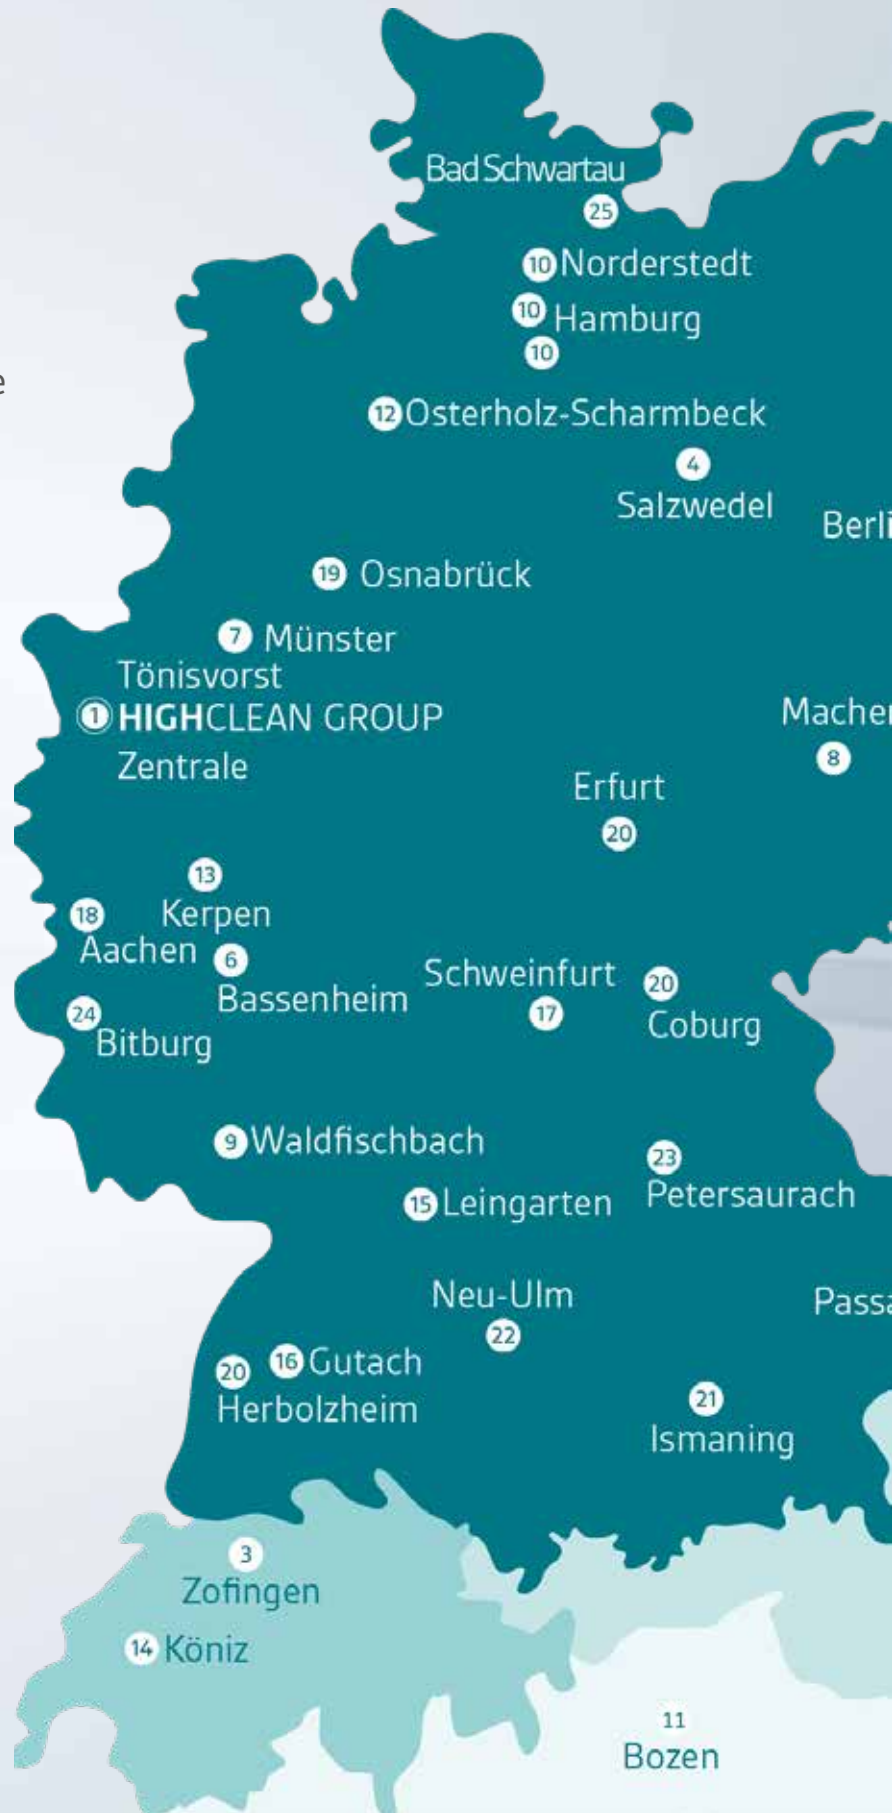 Bad Schwartau
25
10 Norderstedt
10 Hamburg
10
e
12 Osterholz-Scharmbeck
4
Salzwedel
Berli
19 Osnabrück
7 Münster
Tönisvorst
1 HIGHCLEAN GROUP
Zentrale
Macher
8
Erfurt
20
13
Kerpen
18
Aachen
6
Bassenheim
Schweinfurt
17
20
Coburg
24
Bitburg
9 Waldfischbach
23
Petersaurach
15 Leingarten
Neu-Ulm
22
Passa
16 Gutach
20
Herbolzheim
21
Ismaning
3
Zofingen
14 Köniz
11
Bozen